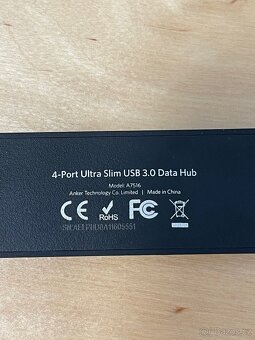 4-Port Ultra Slim USB 3.0 Data Hub
Model: A7516
Anker Technology Co. Limited | Made in China
CE RoHS FC